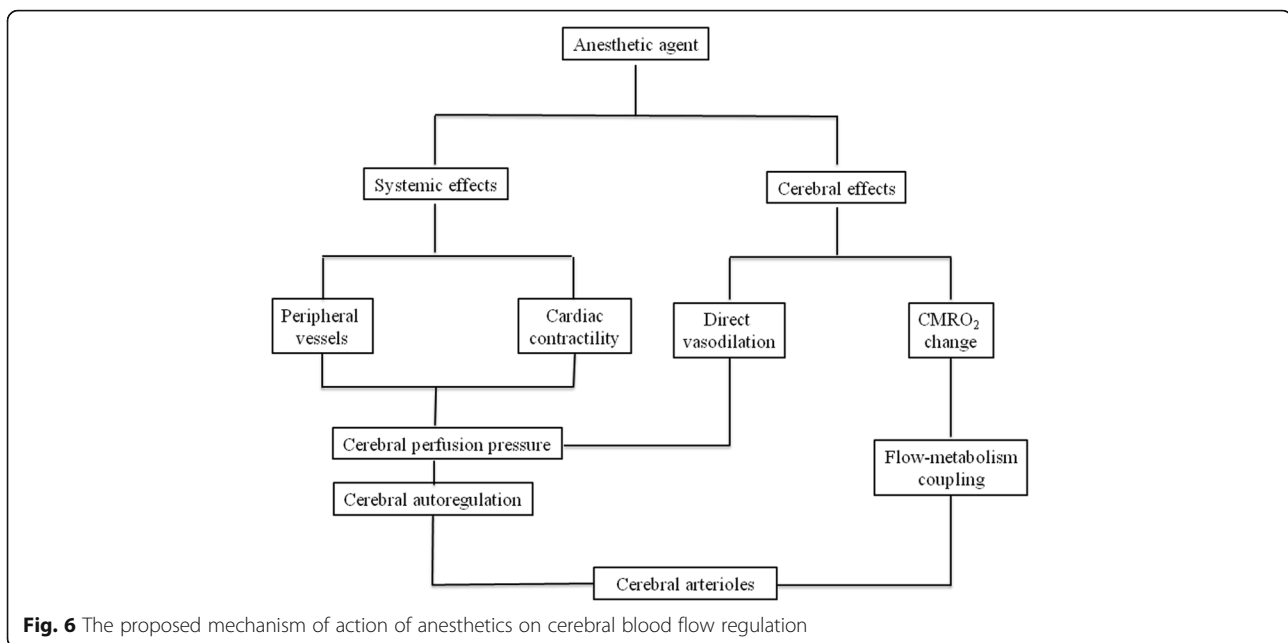 Anesthetic agent
Systemic effects
Cerebral effects
Peripheral
vessels
Cardiac
contractility
Direct
vasodilation
CMRO₂
change
Cerebral perfusion pressure
Flow-metabolism
coupling
Cerebral autoregulation
Cerebral arterioles
Fig. 6 The proposed mechanism of action of anesthetics on cerebral blood flow regulation